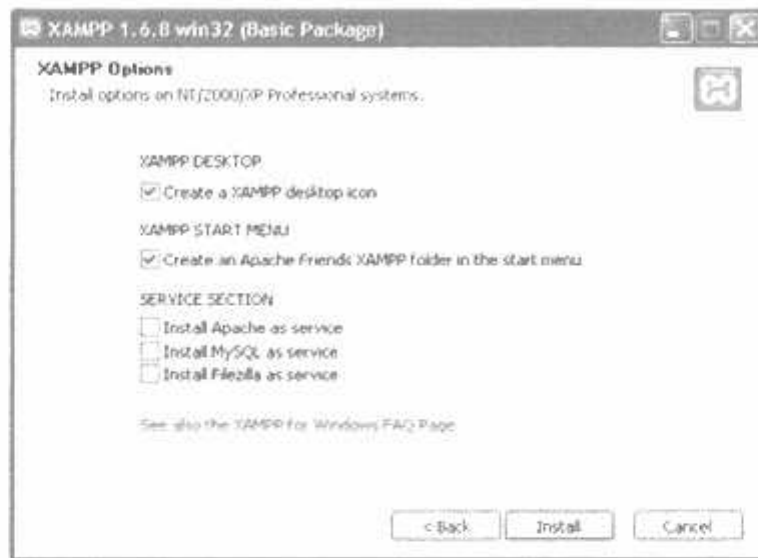 XAMPP 1.6.8 win32 (Basic Package)
XAMPP Options
Install options on NT/2000/XP Professional systems.
XAMPP DESKTOP
Create a XAMPP desktop icon
XAMPP START MENU
Create an Apache Friends XAMPP folder in the start menu
SERVICE SECTION
Install Apache as service
Install MySQL as service
Install Filezilla as service
See also the XAMPP for Windows FAQ Page
< Back
Install
Cancel